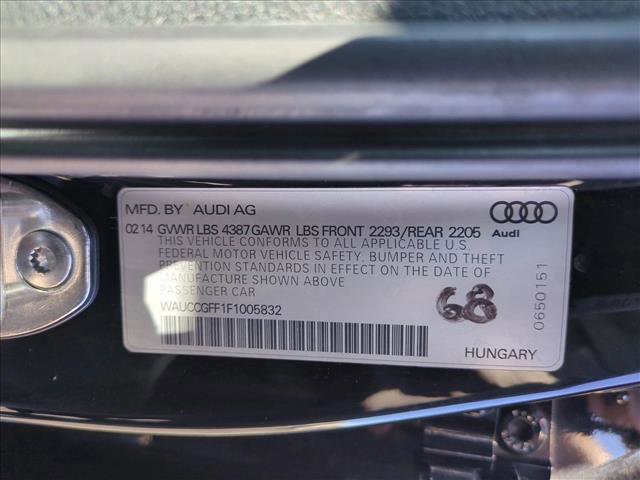 MFD. BY AUDI AG
02 14 GVWR LBS 4387 GAWR LBS FRONT 2293/REAR 2205
THIS VEHICLE CONFORMS TO ALL APPLICABLE U.S.
FEDERAL MOTOR VEHICLE SAFETY, BUMPER AND THEFT
PREVENTION STANDARDS IN EFFECT ON THE DATE OF
MANUFACTURE SHOWN ABOVE
PASSENGER CAR
WAUCCGFF1F1005832
Audi
68
0650151
HUNGARY